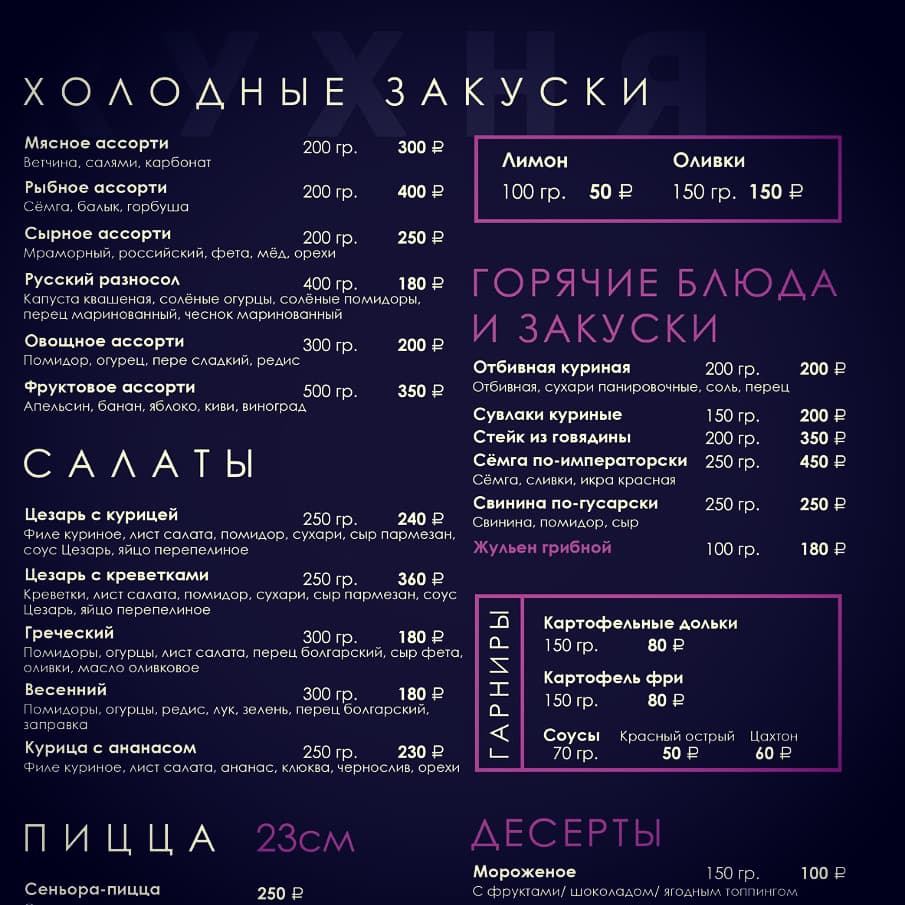 КУХНЯ
ХОЛОДНЫЕ ЗАКУСКИ
Мясное ассорти 200 гр. 300 ₽
Ветчина, салями, карбонат
Рыбное ассорти 200 гр. 400 ₽
Сёмга, балык, горбуша
Сырное ассорти 200 гр. 250 ₽
Мраморный, российский, фета, мёд, орехи
Русский разносол 400 гр. 180 ₽
Капуста квашеная, солёные огурцы, солёные помидоры,
перец маринованный, чеснок маринованный
Овощное ассорти 300 гр. 200 ₽
Помидор, огурец, пере сладкий, редис
Фруктовое ассорти 500 гр. 350 ₽
Апельсин, банан, яблоко, киви, виноград
САЛАТЫ
Цезарь с курицей 250 гр. 240 ₽
Филе куриное, лист салата, помидор, сухари, сыр пармезан,
соус Цезарь, яйцо перепелиное
Цезарь с креветками 250 гр. 360 ₽
Креветки, лист салата, помидор, сухари, сыр пармезан, соус
Цезарь, яйцо перепелиное
Греческий 300 гр. 180 ₽
Помидоры, огурцы, лист салата, перец болгарский, сыр фета,
оливки, масло оливковое
Весенний 300 гр. 180 ₽
Помидоры, огурцы, редис, лук, зелень, перец болгарский,
заправка
Курица с ананасом 250 гр. 230 ₽
Филе куриное, лист салата, ананас, клюква, чернослив, орехи
ПИЦЦА 23см
Сеньора-пицца 250 ₽
Лимон Оливки
100 гр. 50 ₽ 150 гр. 150 ₽
ГОРЯЧИЕ БЛЮДА
И ЗАКУСКИ
Отбивная куриная 200 гр. 200 ₽
Отбивная, сухари панировочные, соль, перец
Сувлаки куриные 150 гр. 200 ₽
Стейк из говядины 200 гр. 350 ₽
Сёмга по-императорски 250 гр. 450 ₽
Сёмга, сливки, икра красная
Свинина по-гусарски 250 гр. 250 ₽
Свинина, помидор, сыр
Жульен грибной 100 гр. 180 ₽
ГАРНИРЫ
Картофельные дольки
150 гр. 80 ₽
Картофель фри
150 гр. 80 ₽
Соусы Красный острый Цахтон
70 гр. 50 ₽ 60 ₽
ДЕСЕРТЫ
Мороженое 150 гр. 100 ₽
С фруктами/ шоколадом/ ягодным топпингом